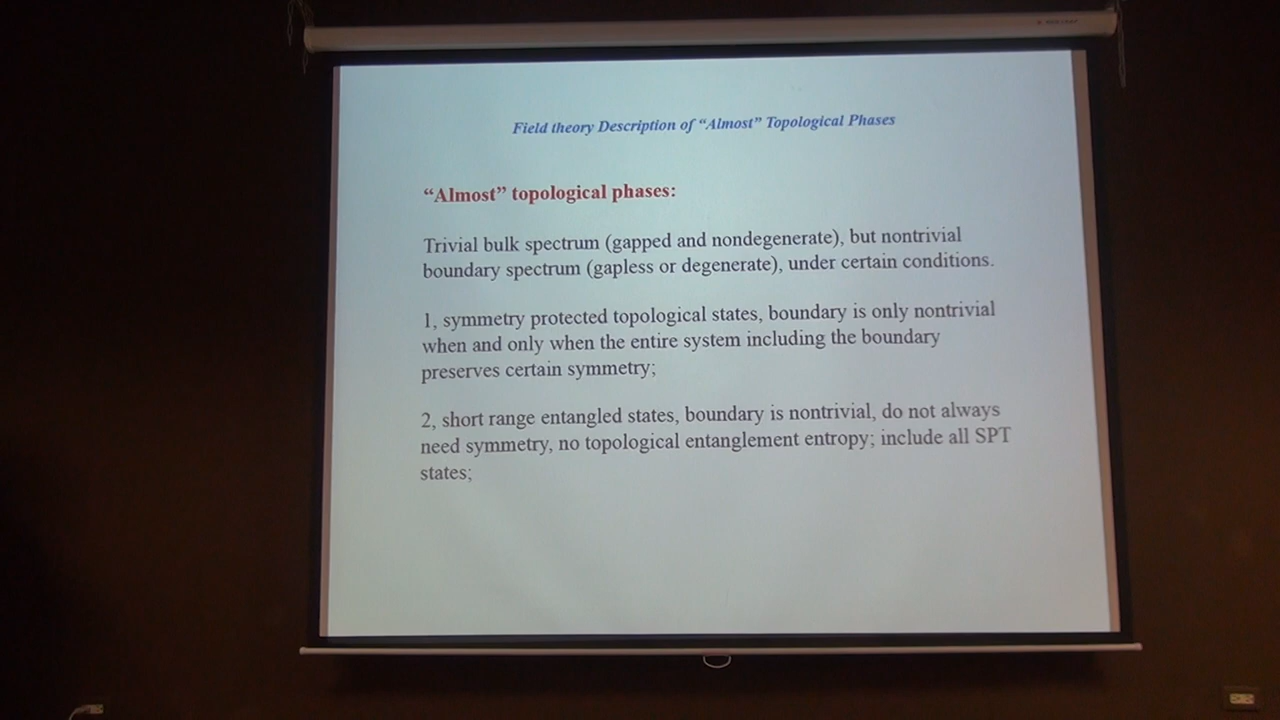 Field theory Description of “Almost” Topological Phases
“Almost” topological phases:
Trivial bulk spectrum (gapped and nondegenerate), but nontrivial
boundary spectrum (gapless or degenerate), under certain conditions.
1, symmetry protected topological states, boundary is only nontrivial
when and only when the entire system including the boundary
preserves certain symmetry;
2, short range entangled states, boundary is nontrivial, do not always
need symmetry, no topological entanglement entropy; include all SPT
states;